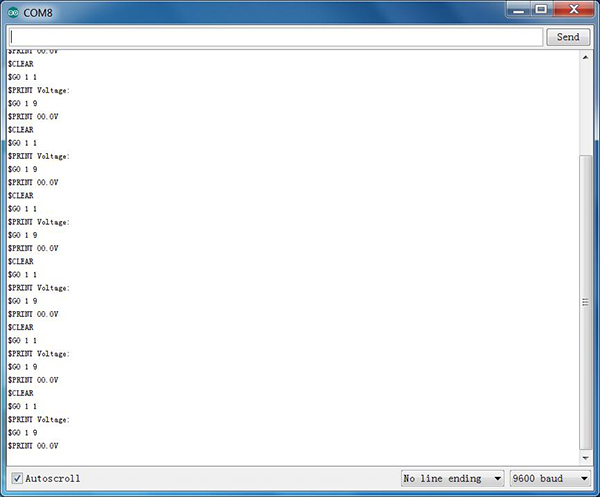 COM8
Send
$PRINT 00.0V
$CLEAR
$GO 1 1
$PRINT Voltage:
$GO 1 9
$PRINT 00.0V
$CLEAR
$GO 1 1
$PRINT Voltage:
$GO 1 9
$PRINT 00.0V
$CLEAR
$GO 1 1
$PRINT Voltage:
$GO 1 9
$PRINT 00.0V
$CLEAR
$GO 1 1
$PRINT Voltage:
$GO 1 9
$PRINT 00.0V
$CLEAR
$GO 1 1
$PRINT Voltage:
$GO 1 9
$PRINT 00.0V
$CLEAR
$GO 1 1
$PRINT Voltage:
$GO 1 9
$PRINT 00.0V
Autoscroll
No line ending
9600 baud